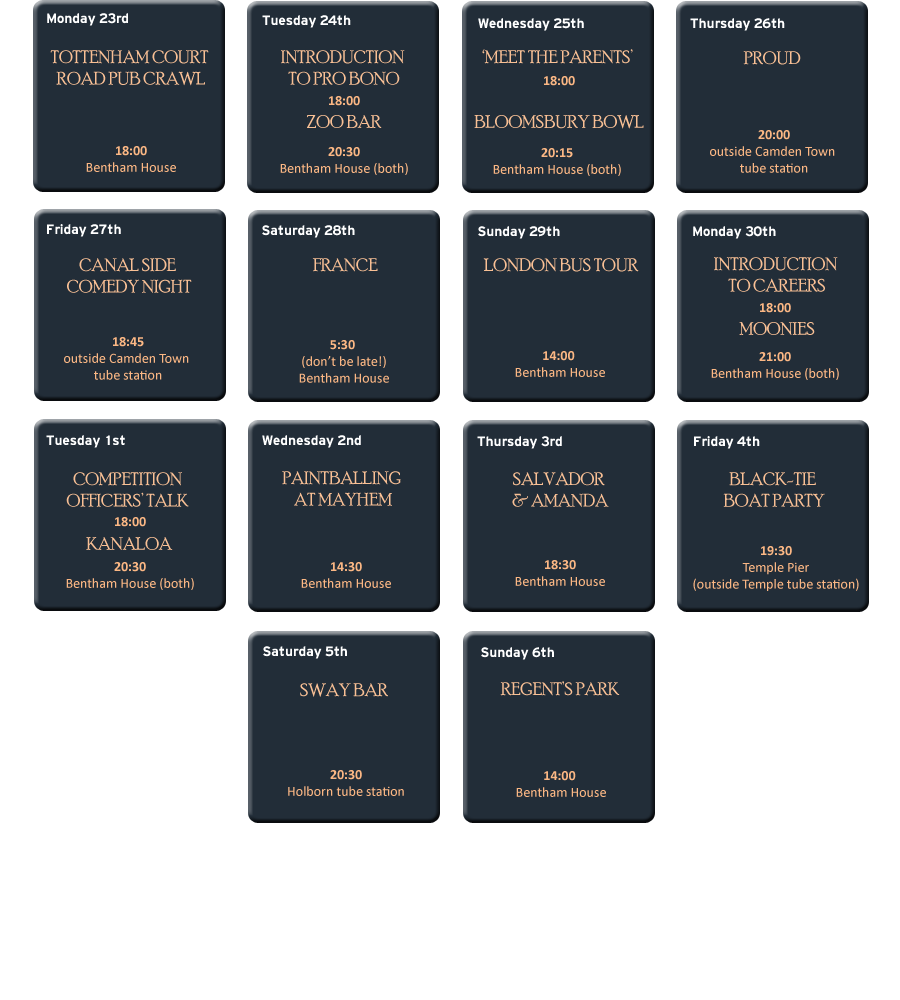 Monday 23rd
TOTTENHAM COURT
ROAD PUB CRAWL
18:00
Bentham House
Tuesday 24th
INTRODUCTION
TO PRO BONO
18:00
ZOO BAR
20:30
Bentham House (both)
Wednesday 25th
‘MEET THE PARENTS’
18:00
BLOOMSBURY BOWL
20:15
Bentham House (both)
Thursday 26th
PROUD
20:00
outside Camden Town
tube station
Friday 27th
CANAL SIDE
COMEDY NIGHT
18:45
outside Camden Town
tube station
Saturday 28th
FRANCE
5:30
(don’t be late!)
Bentham House
Sunday 29th
LONDON BUS TOUR
14:00
Bentham House
Monday 30th
INTRODUCTION
TO CAREERS
18:00
MOONIES
21:00
Bentham House (both)
Tuesday 1st
COMPETITION
OFFICERS’ TALK
18:00
KANALOA
20:30
Bentham House (both)
Wednesday 2nd
PAINTBALLING
AT MAYHEM
14:30
Bentham House
Thursday 3rd
SALVADOR
& AMANDA
18:30
Bentham House
Friday 4th
BLACK-TIE
BOAT PARTY
19:30
Temple Pier
(outside Temple tube station)
Saturday 5th
SWAY BAR
20:30
Holborn tube station
Sunday 6th
REGENT'S PARK
14:00
Bentham House